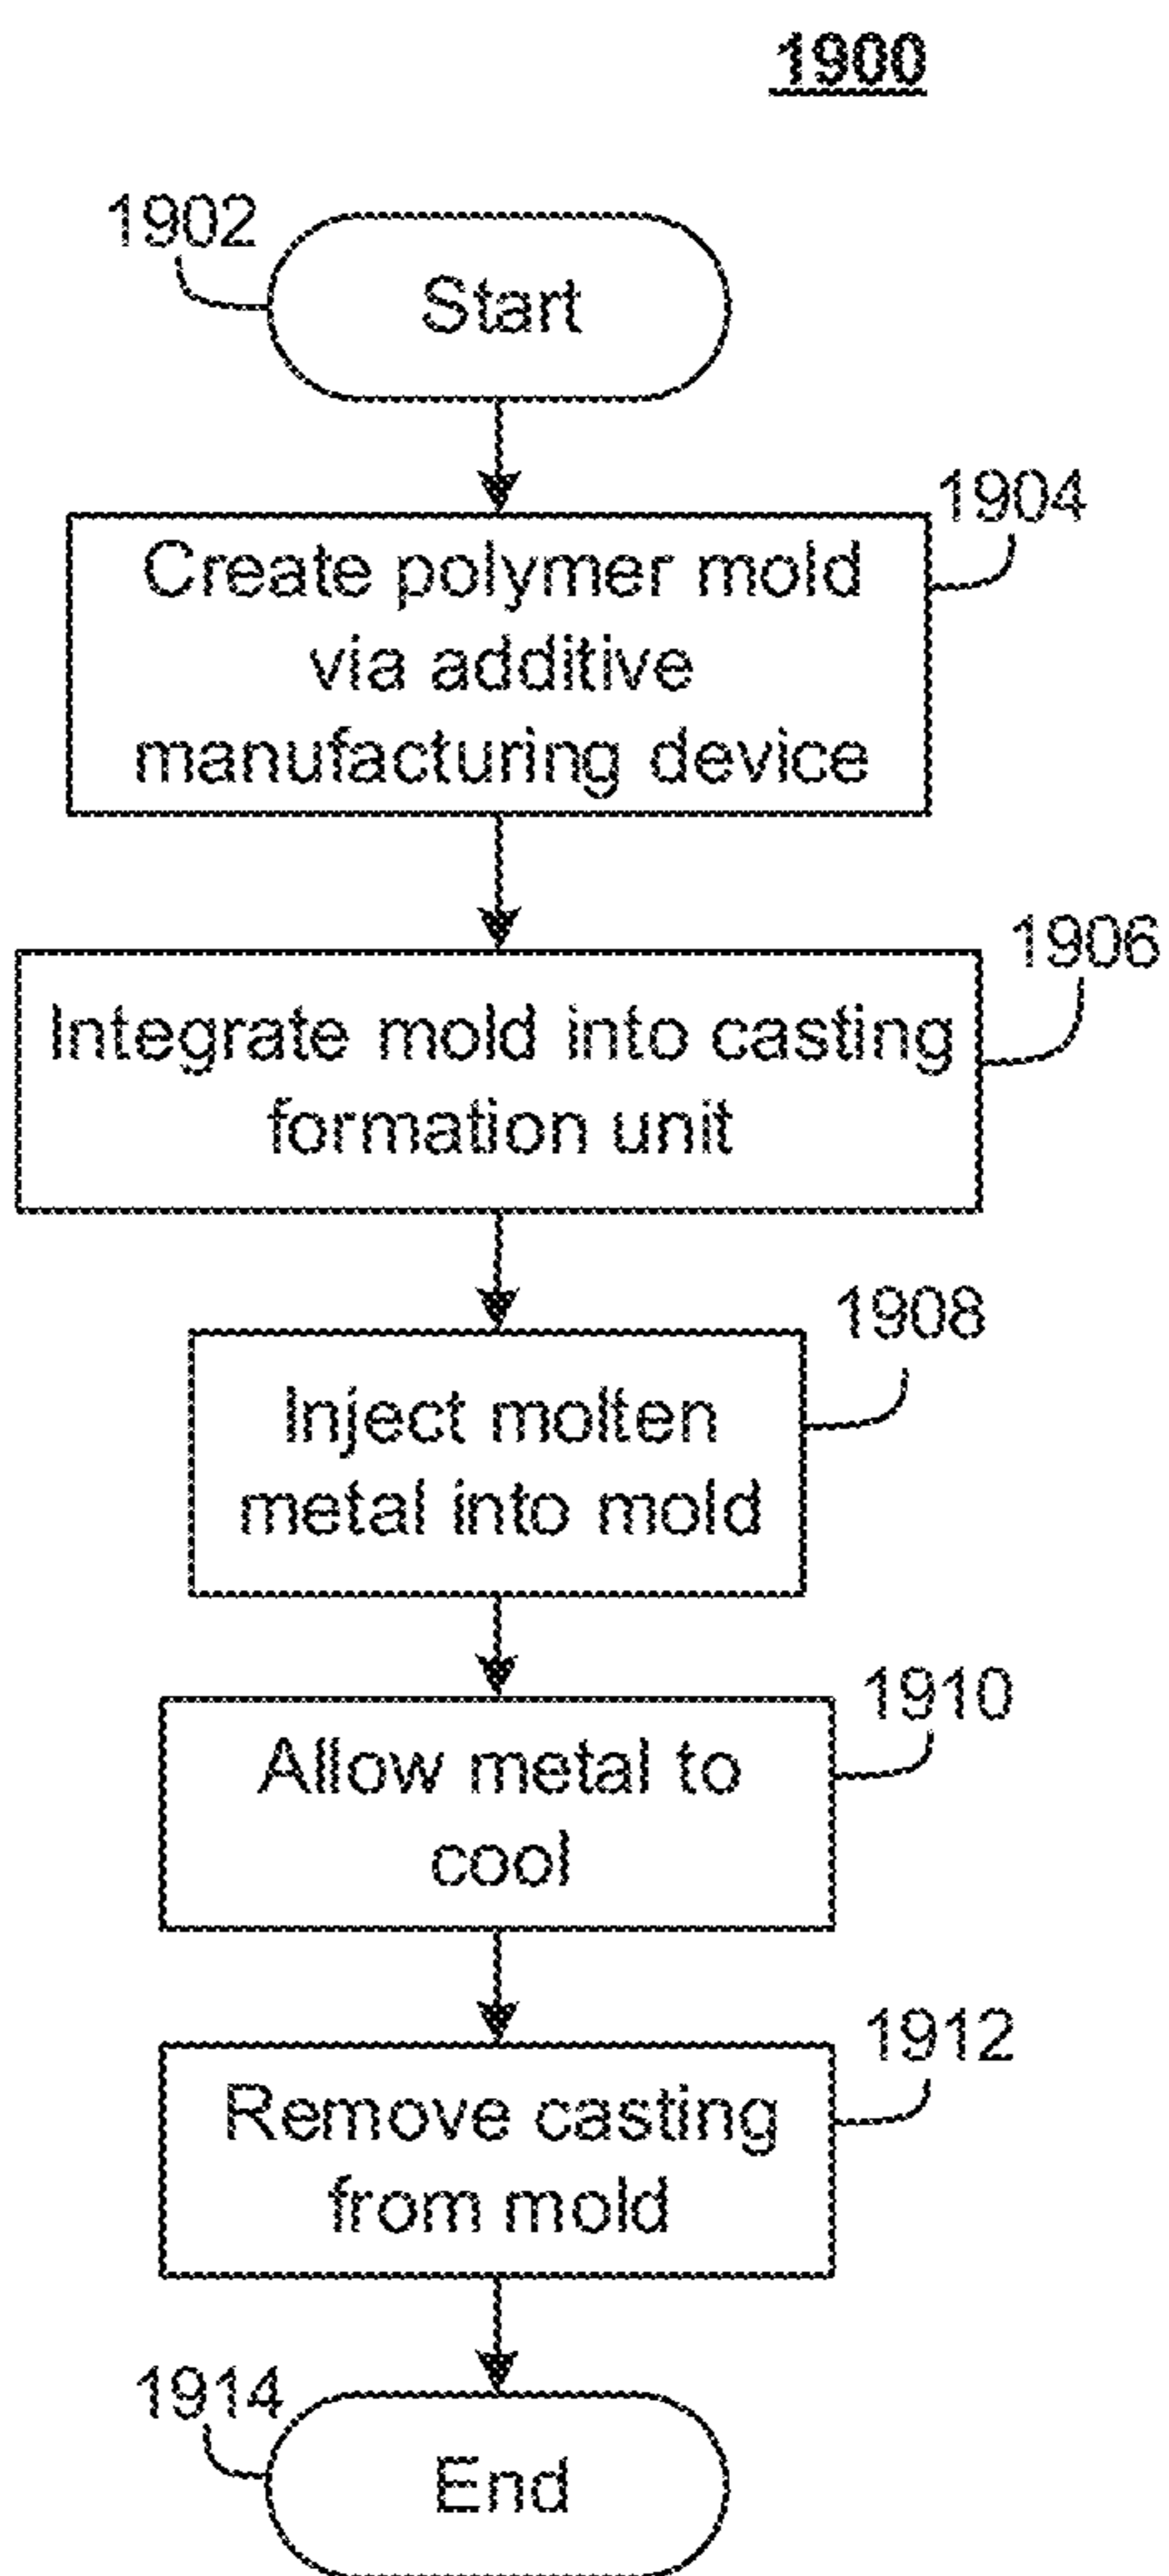 1900
1902
Start
1904
Create polymer mold
via additive
manufacturing device
1906
Integrate mold into casting
formation unit
1908
Inject molten
metal into mold
1910
Allow metal to
cool
1912
Remove casting
from mold
1914
End